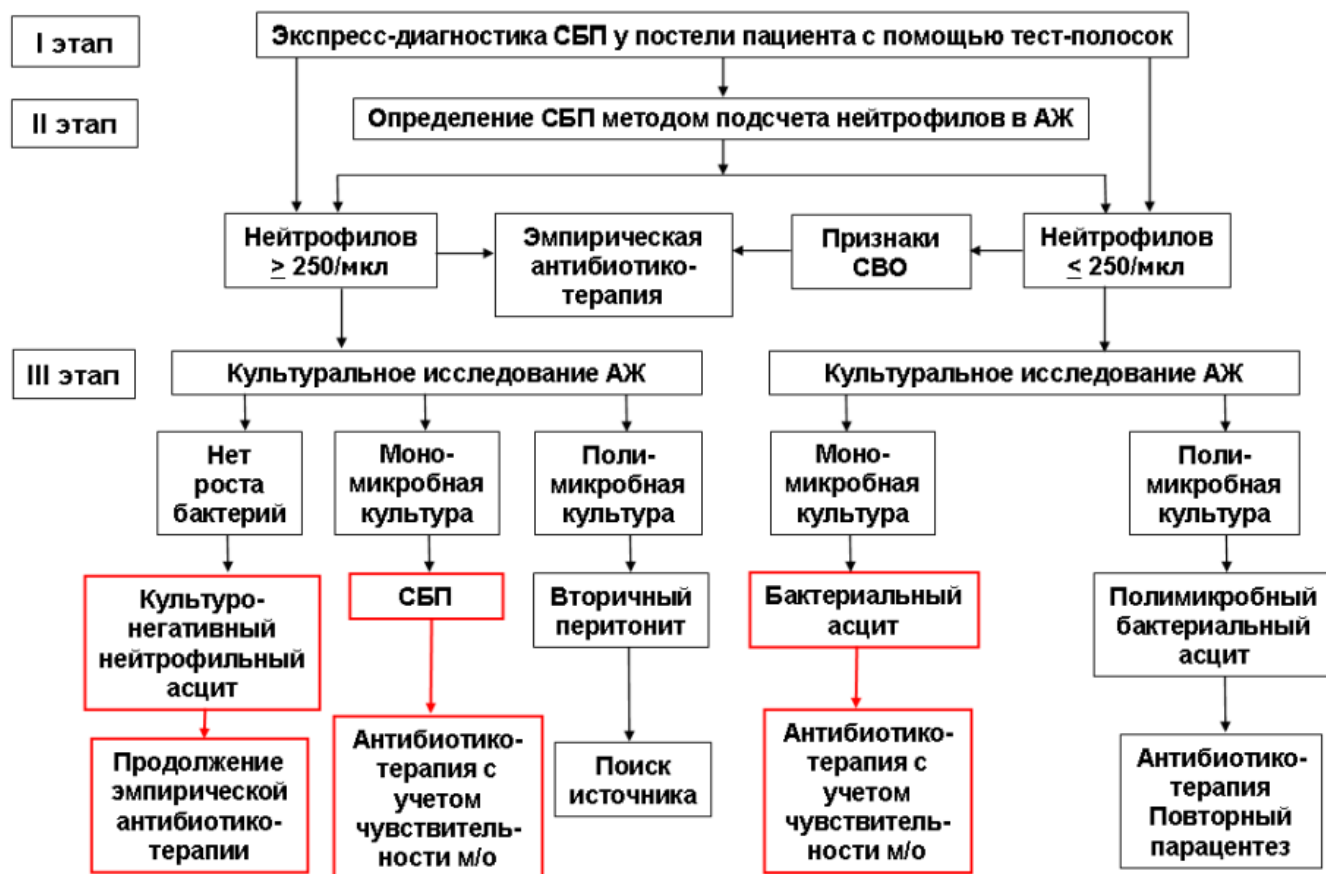 I этап
Экспресс-диагностика СБП у постели пациента с помощью тест-полосок
II этап
Определение СБП методом подсчета нейтрофилов в АЖ
Нейтрофилов
≥ 250/мкл
Эмпирическая
антибиотико-
терапия
Признаки
СВО
Нейтрофилов
≤ 250/мкл
III этап
Культуральное исследование АЖ
Культуральное исследование АЖ
Нет
роста
бактерий
Моно-
микробная
культура
Поли-
микробная
культура
Моно-
микробная
культура
Поли-
микробная
культура
Культуро-
негативный
нейтрофильный
асцит
СБП
Вторичный
перитонит
Бактериальный
асцит
Полимикробный
бактериальный
асцит
Продолжение
эмпирической
антибиотико-
терапии
Антибиотико-
терапия с
учетом
чувствитель-
ности м/о
Поиск
источника
Антибиотико-
терапия с
учетом
чувствитель-
ности м/о
Антибиотико-
терапия
Повторный
парацентез